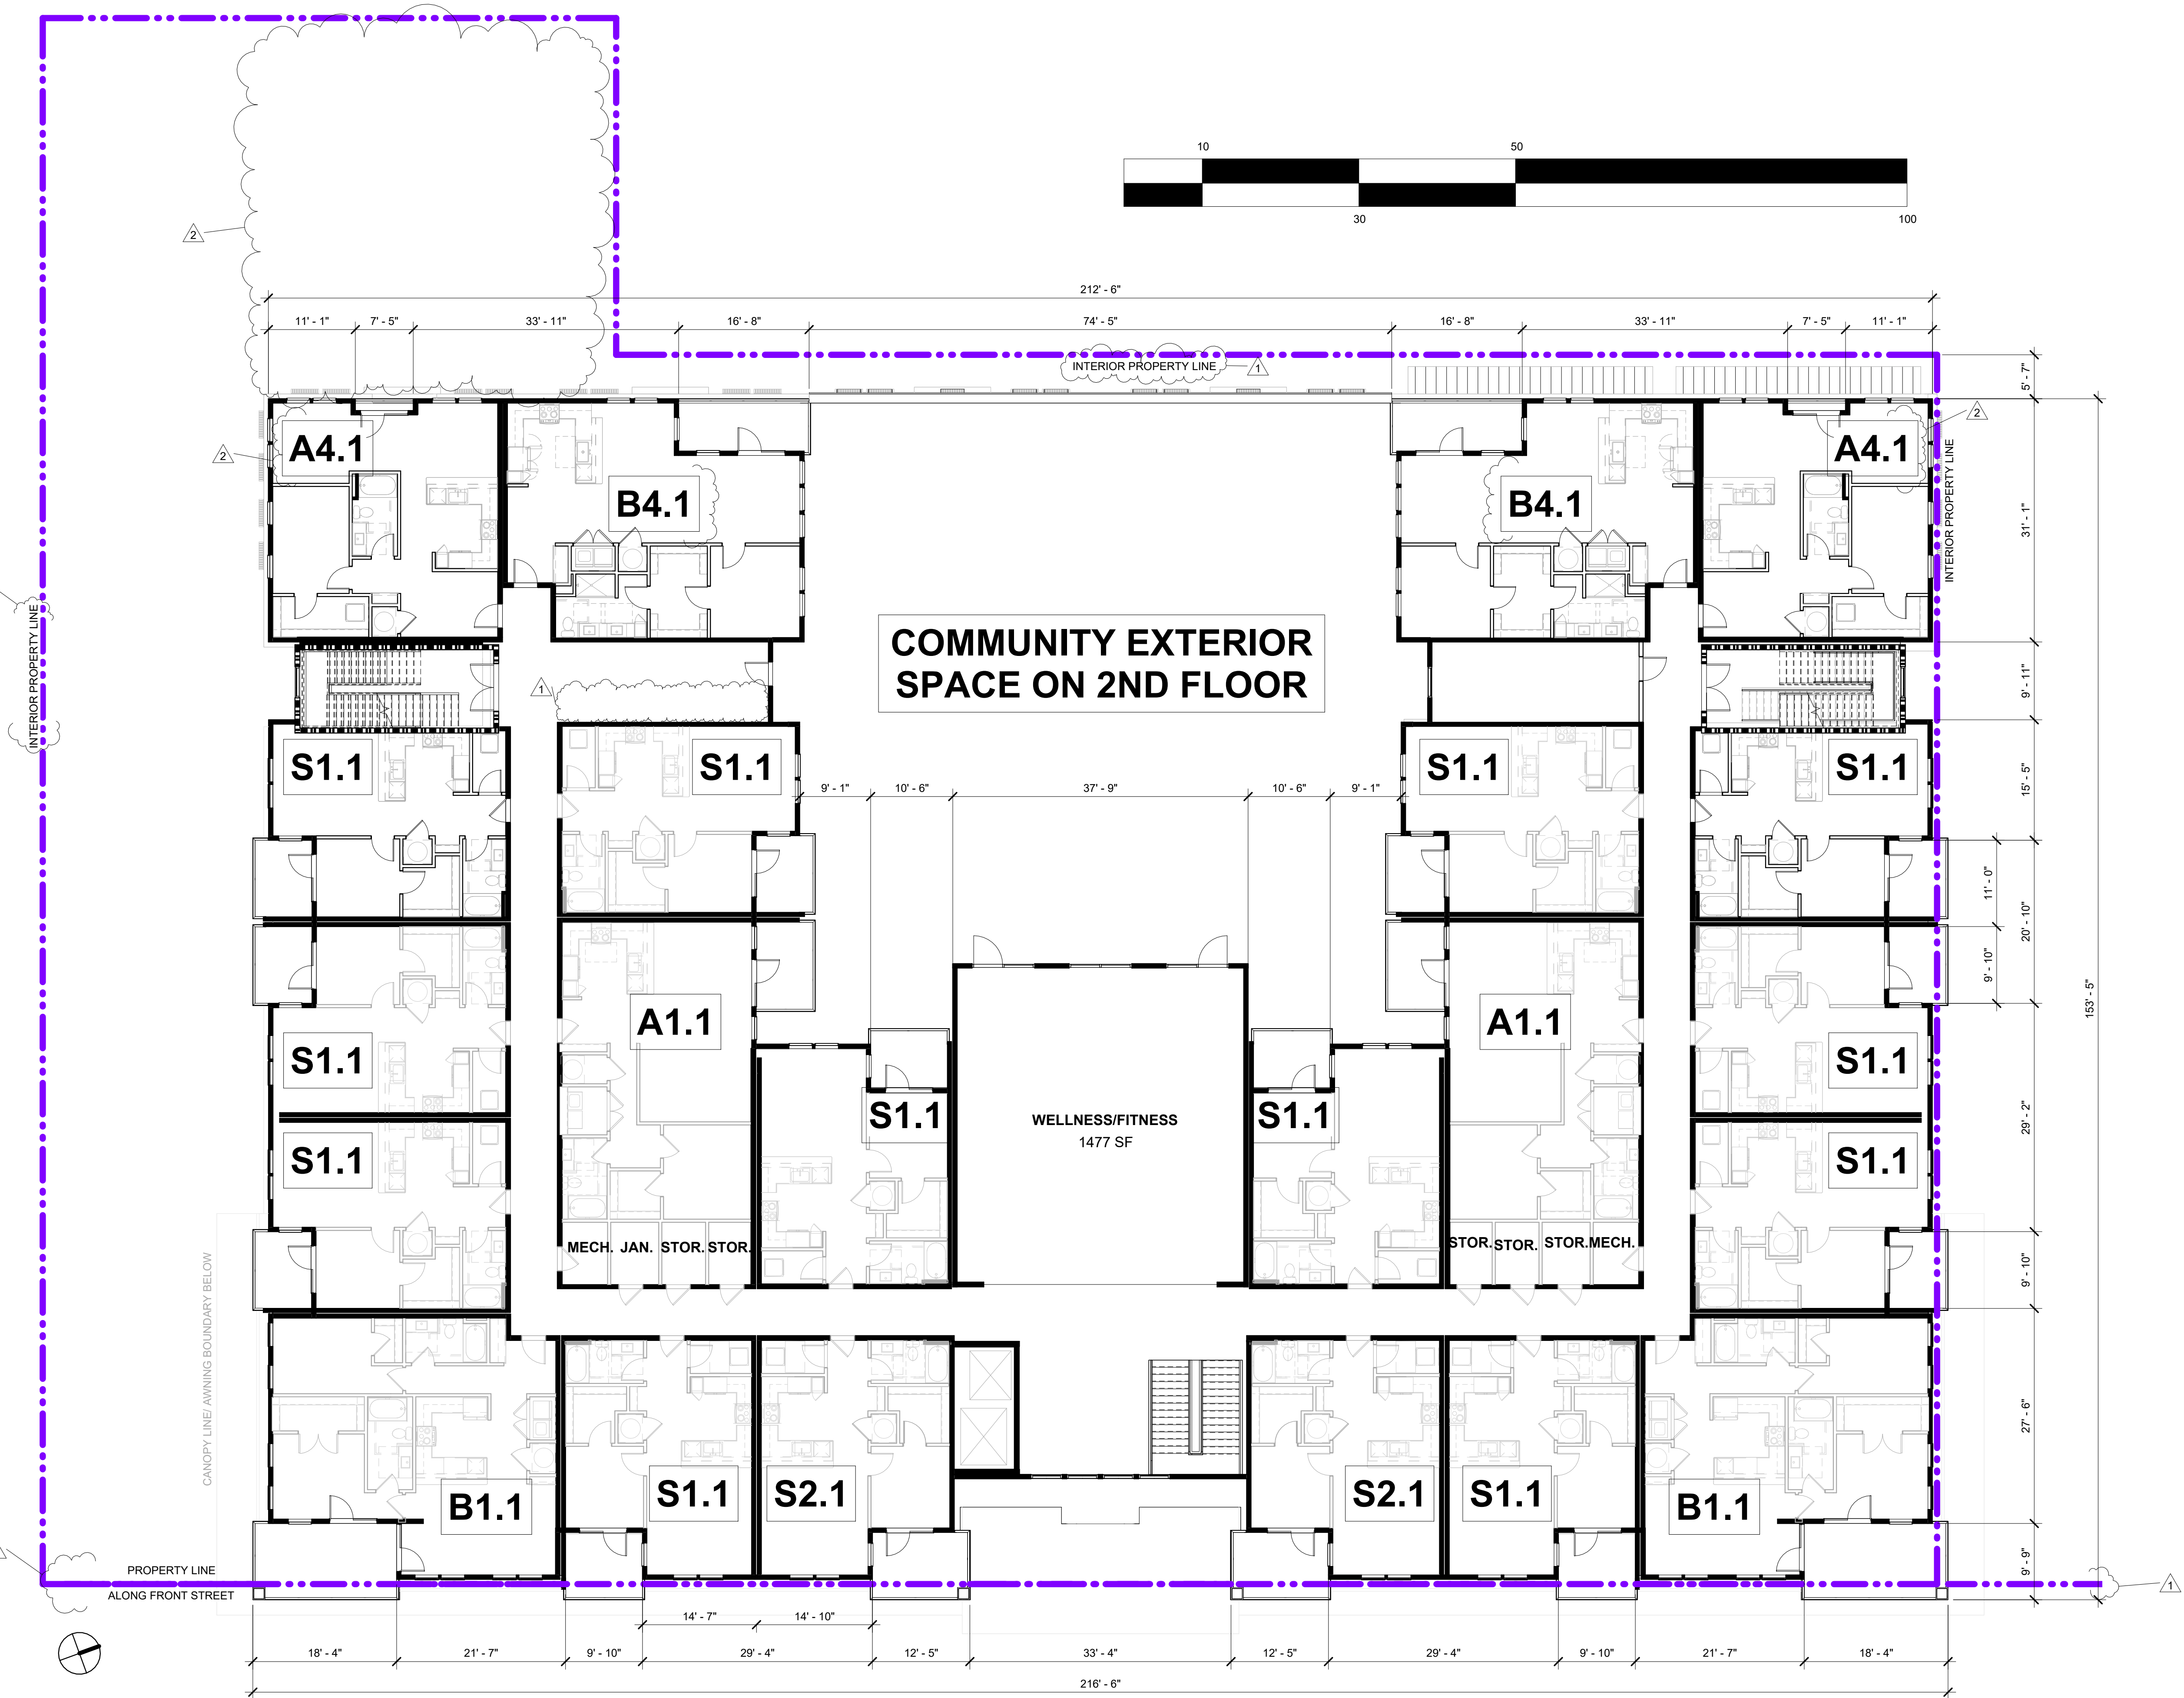 10
50
30
100
2
212' - 6"
11' - 1"
7' - 5"
33' - 11"
16' - 8"
74' - 5"
16' - 8"
33' - 11"
7' - 5"
11' - 1"
INTERIOR PROPERTY LINE
1
5' - 7"
2
A4.1
B4.1
B4.1
A4.1
2
INTERIOR PROPERTY LINE
31' - 1"
INTERIOR PROPERTY LINE
COMMUNITY EXTERIOR
SPACE ON 2ND FLOOR
1
9' - 11"
S1.1
S1.1
S1.1
S1.1
15' - 5"
9' - 1"
10' - 6"
37' - 9"
10' - 6"
9' - 1"
11' - 0"
20' - 10"
9' - 10"
153' - 5"
S1.1
A1.1
A1.1
S1.1
S1.1
S1.1
WELLNESS/FITNESS
1477 SF
S1.1
S1.1
29' - 2"
MECH.
JAN.
STOR.
STOR.
STOR.
STOR.
STOR.
MECH.
9' - 10"
CANOPY LINE/ AWNING BOUNDARY BELOW
27' - 6"
B1.1
S1.1
S2.1
S2.1
S1.1
B1.1
9' - 9"
PROPERTY LINE
ALONG FRONT STREET
1
14' - 7"
14' - 10"
18' - 4"
21' - 7"
9' - 10"
29' - 4"
12' - 5"
33' - 4"
12' - 5"
29' - 4"
9' - 10"
21' - 7"
18' - 4"
216' - 6"